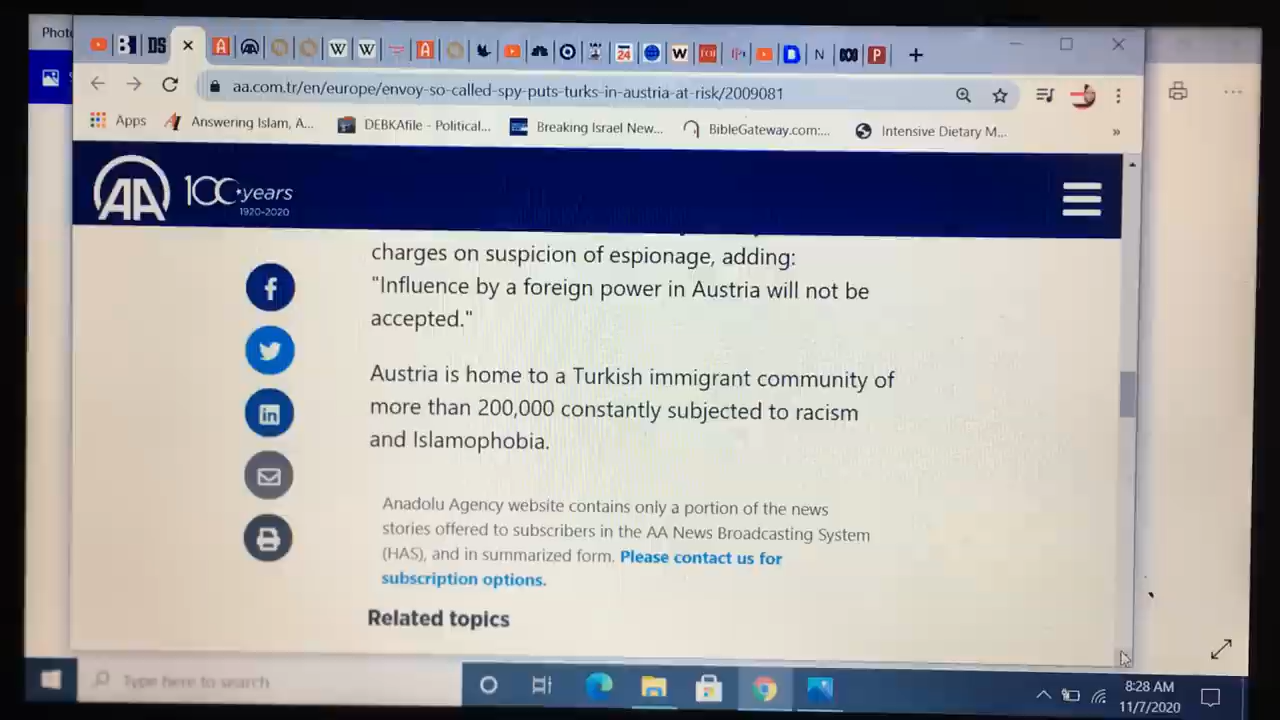 Phot
DS
W W 24 W TOI N P
aa.com.tr/en/europe/envoy-so-called-spy-puts-turks-in-austria-at-risk/2009081
Apps Answering Islam, A... DEBKAfile - Political... Breaking Israel New... BibleGateway.com:... Intensive Dietary M... »
AA 100 years
1920-2020
charges on suspicion of espionage, adding:
"Influence by a foreign power in Austria will not be
accepted."
Austria is home to a Turkish immigrant community of
more than 200,000 constantly subjected to racism
and Islamophobia.
Anadolu Agency website contains only a portion of the news
stories offered to subscribers in the AA News Broadcasting System
(HAS), and in summarized form. Please contact us for
subscription options.
Related topics
Type here to search
8:28 AM
11/7/2020